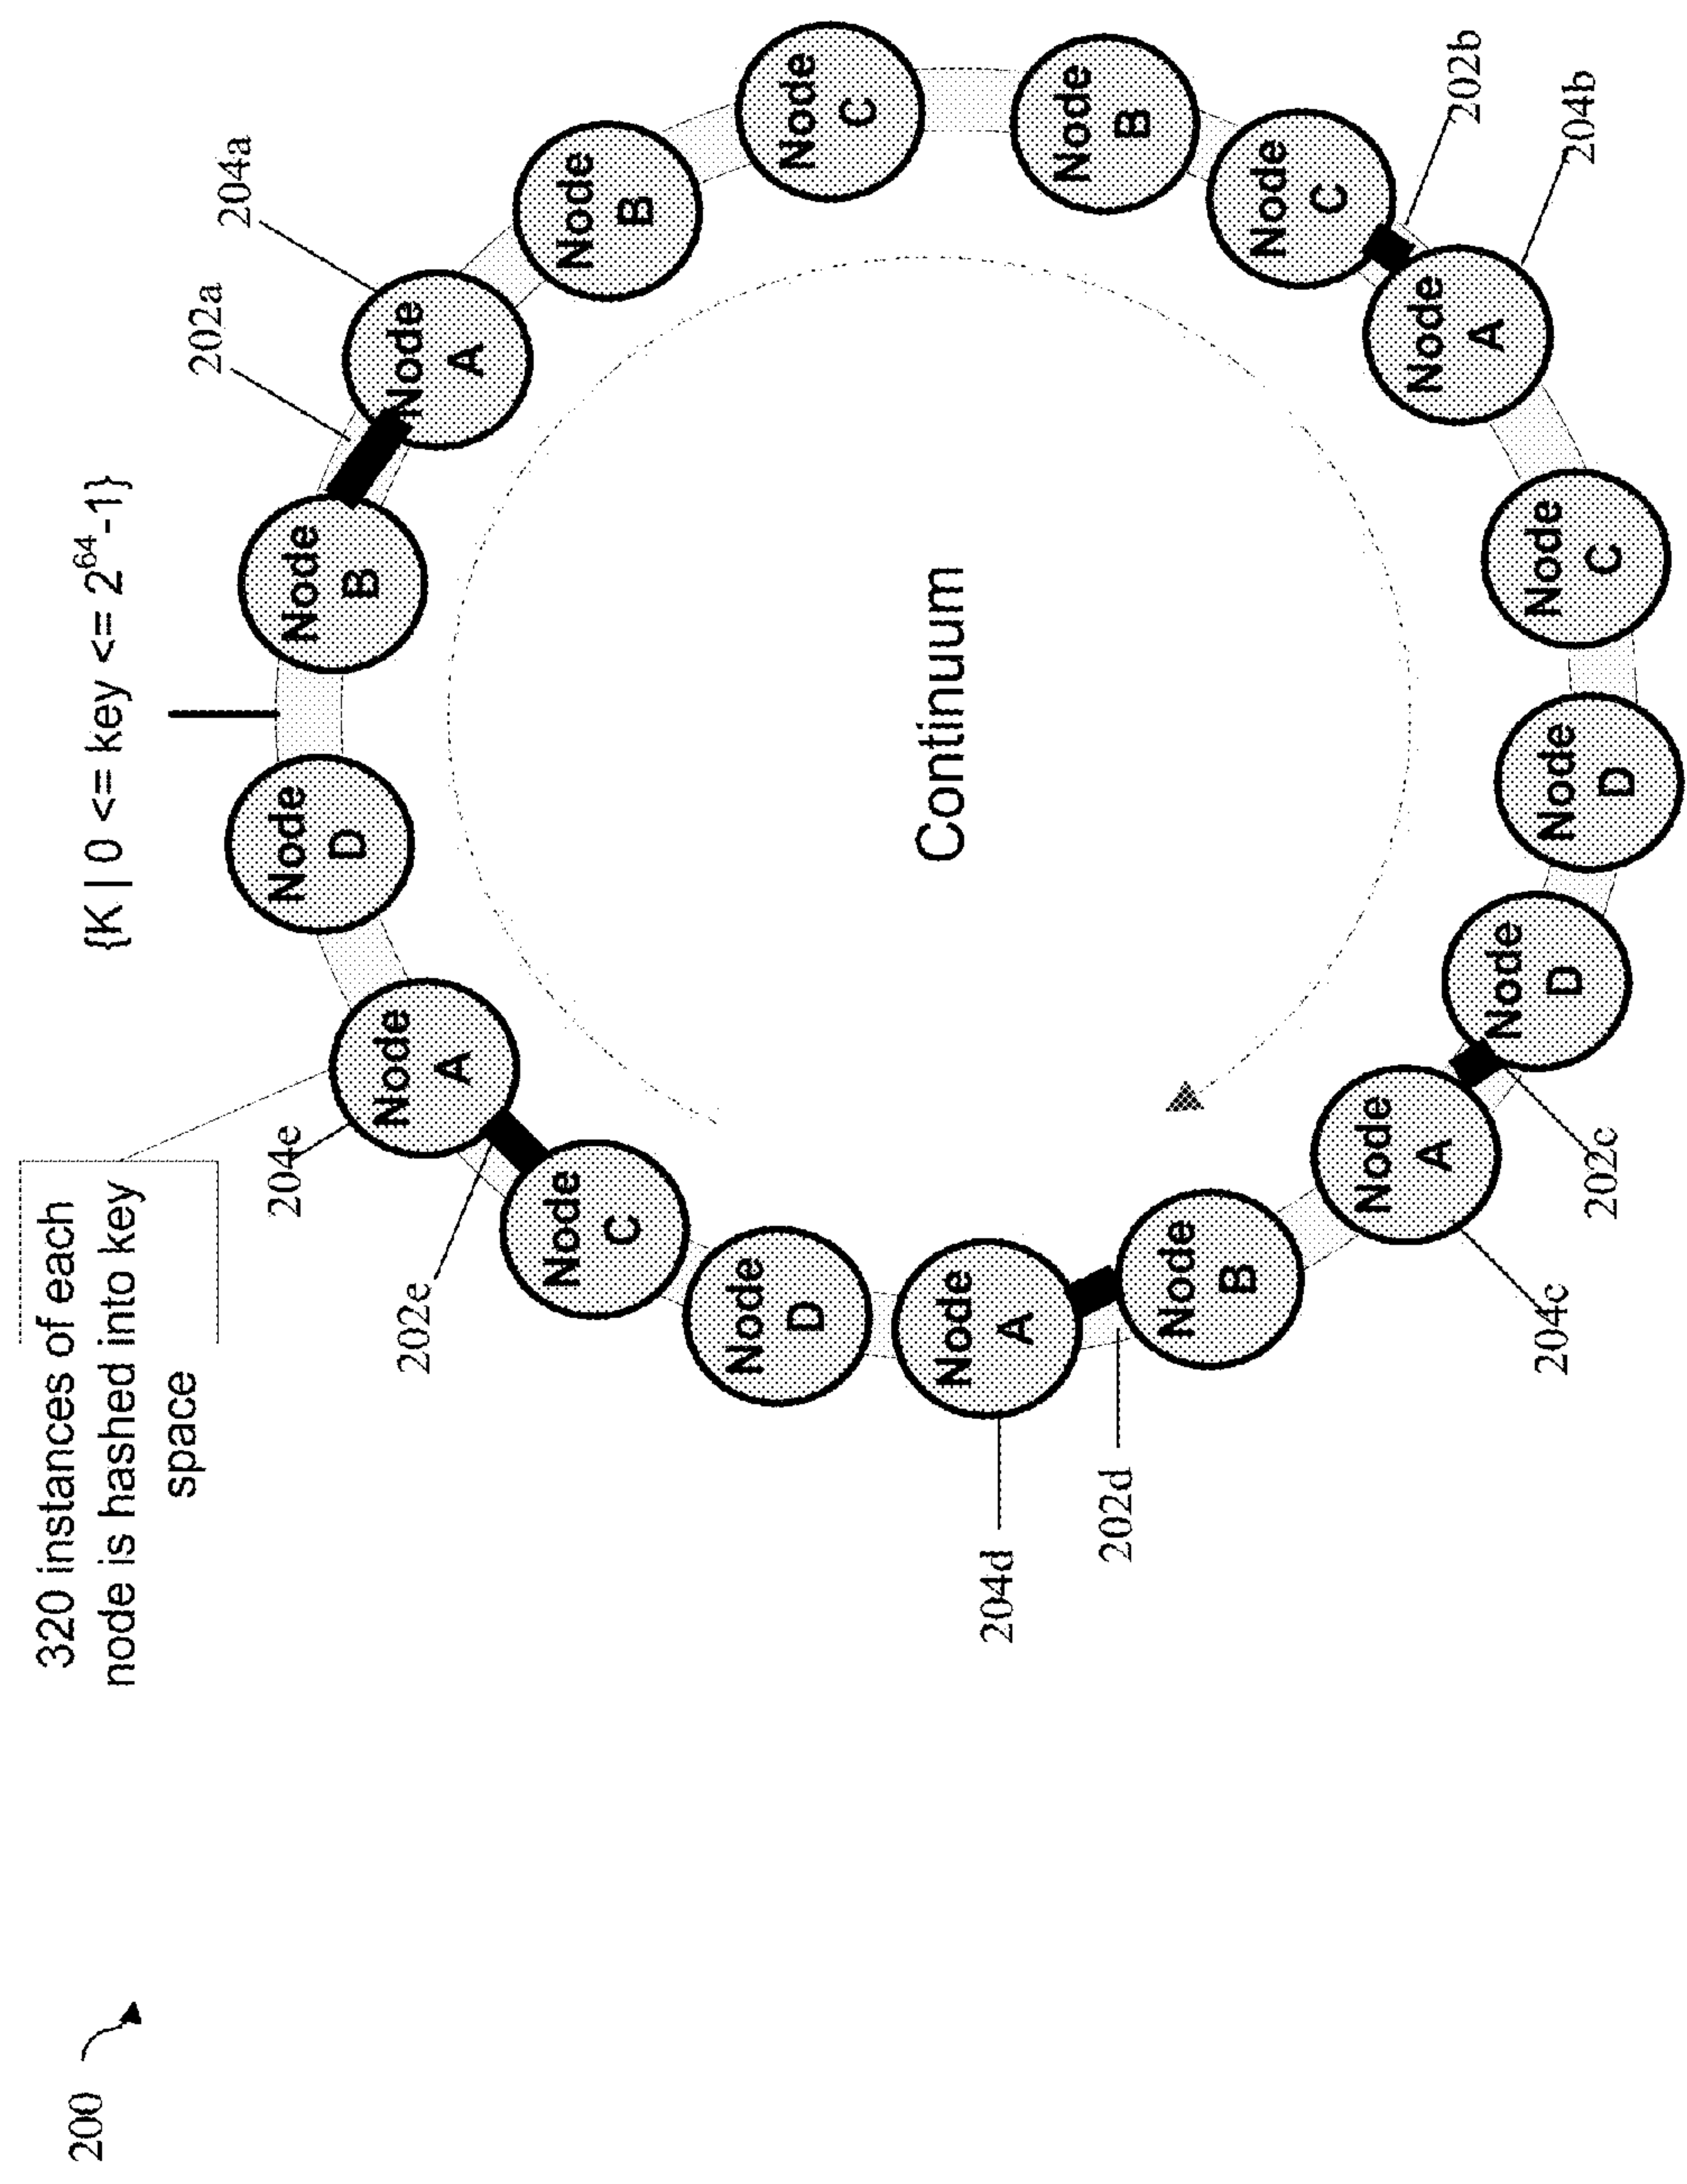 200
320 instances of each
node is hashed into key
space
{K | 0 <= key <= 2^64-1}
202a
204a
204e
Node
D
Node
B
202e
Node
A
Node
A
Node
C
Node
B
Node
D
Node
C
Continuum
Node
A
204d
Node
B
202d
Node
B
Node
C
Node
A
Node
A
202b
Node
D
204c
Node
C
204b
Node
D
202c